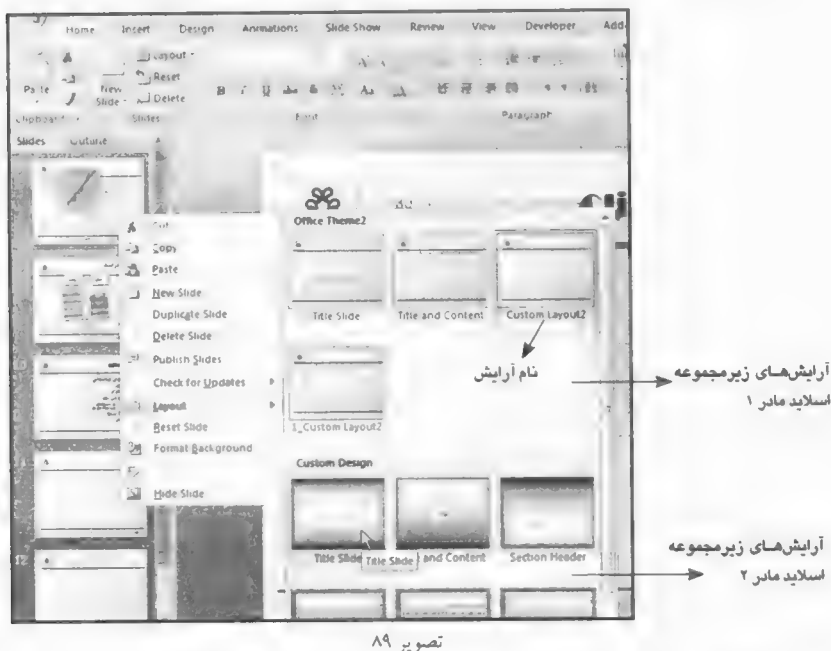 Home Insert Design Animations Slide Show Review View Developer Add-
Layout
Reset
Paste New Slide Delete
Clipboard Slides Font Paragraph
Slides Outline
Cut
Copy
Paste
New Slide
Duplicate Slide
Delete Slide
Publish Slides
Check for Updates
Layout
Reset Slide
Format Background
Hide Slide
Office Theme2
Title Slide Title and Content Custom Layout2
نام آرایش
1_Custom Layout2
Custom Design
Title Slide and Content Section Header
Title Slide
آرایش‌های زیرمجموعه
اسلاید مادر ۱
آرایش‌های زیرمجموعه
اسلاید مادر ۲
تصویر ۸۹